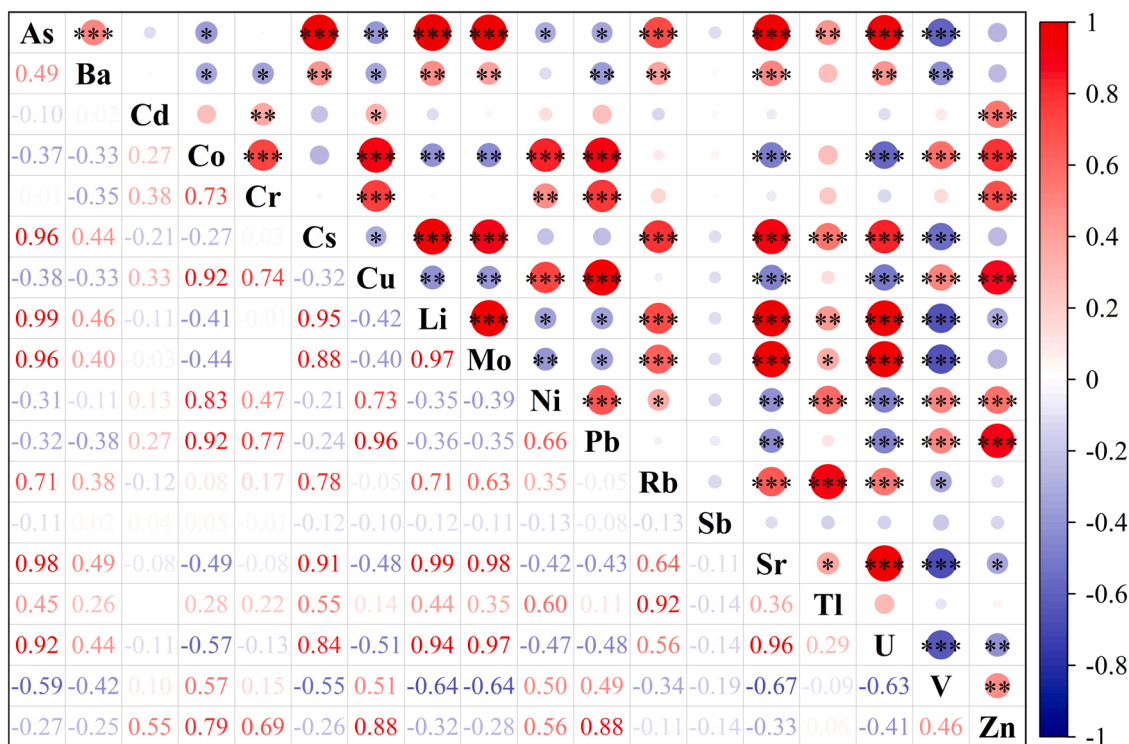 As *** * *** ** *** *** * * *** *** ** *** ***
0.49 Ba * * ** * ** ** ** ** *** ** **
-0.10 -0.02 Cd ** * ***
-0.37 -0.33 0.27 Co *** *** ** ** *** *** *** *** *** ***
-0.01 -0.35 0.38 0.73 Cr *** ** *** ***
0.96 0.44 -0.21 -0.27 0.03 Cs * *** *** *** *** *** *** ***
-0.38 -0.33 0.33 0.92 0.74 -0.32 Cu ** ** *** *** *** *** *** ***
0.99 0.46 -0.11 -0.41 -0.01 0.95 -0.42 Li *** * * *** *** ** *** *** *
0.96 0.40 -0.03 -0.44 0.88 -0.40 0.97 Mo ** * *** *** * *** ***
-0.31 -0.11 0.13 0.83 0.47 -0.21 0.73 -0.35 -0.39 Ni *** * ** *** *** *** ***
-0.32 -0.38 0.27 0.92 0.77 -0.24 0.96 -0.36 -0.35 0.66 Pb ** *** *** ***
0.71 0.38 -0.12 0.08 0.17 0.78 -0.05 0.71 0.63 0.35 -0.05 Rb *** *** *** *
-0.11 0.02 0.04 0.05 -0.01 -0.12 -0.10 -0.12 -0.11 -0.13 -0.08 -0.13 Sb
0.98 0.49 -0.08 -0.49 -0.08 0.91 -0.48 0.99 0.98 -0.42 -0.43 0.64 -0.11 Sr * *** *** *
0.45 0.26 0.28 0.22 0.55 0.14 0.44 0.35 0.60 0.11 0.92 -0.14 0.36 Tl
0.92 0.44 -0.11 -0.57 -0.13 0.84 -0.51 0.94 0.97 -0.47 -0.48 0.56 -0.14 0.96 0.29 U *** **
-0.59 -0.42 0.10 0.57 0.15 -0.55 0.51 -0.64 -0.64 0.50 0.49 -0.34 -0.19 -0.67 -0.09 -0.63 V **
-0.27 -0.25 0.55 0.79 0.69 -0.26 0.88 -0.32 -0.28 0.56 0.88 -0.11 -0.14 -0.33 0.06 -0.41 0.46 Zn
1
0.8
0.6
0.4
0.2
0
-0.2
-0.4
-0.6
-0.8
-1